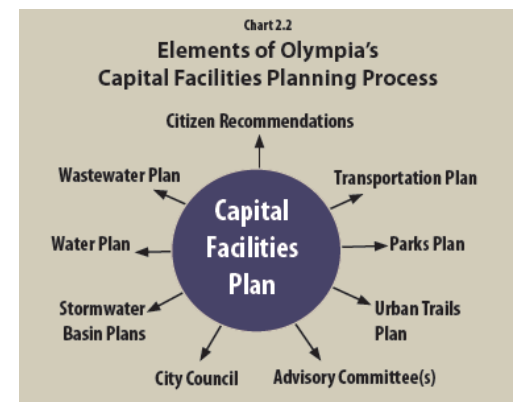 Chart 2.2
Elements of Olympia's
Capital Facilities Planning Process
Citizen Recommendations
Wastewater Plan
Transportation Plan
Capital
Facilities
Plan
Water Plan
Parks Plan
Stormwater
Basin Plans
Urban Trails
Plan
City Council
Advisory Committee(s)